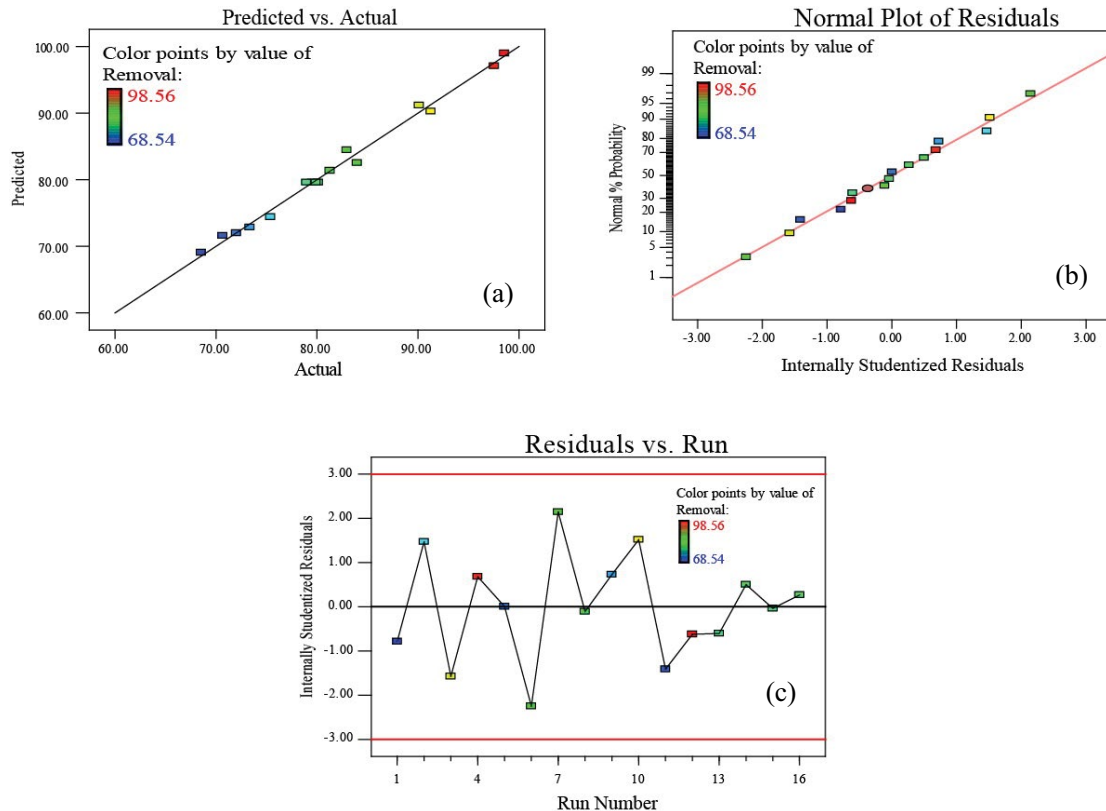 Predicted vs. Actual
Color points by value of
Removal:
98.56
68.54
100.00
90.00
80.00
70.00
60.00
Predicted
60.00
70.00
80.00
90.00
100.00
Actual
(a)
Normal Plot of Residuals
Color points by value of
Removal:
98.56
68.54
99
95
90
80
70
50
30
20
10
5
1
Normal % Probability
-3.00
-2.00
-1.00
0.00
1.00
2.00
3.00
Internally Studentized Residuals
(b)
Residuals vs. Run
Color points by value of
Removal:
98.56
68.54
3.00
2.00
1.00
0.00
-1.00
-2.00
-3.00
Internally Studentized Residuals
1
4
7
10
13
16
Run Number
(c)